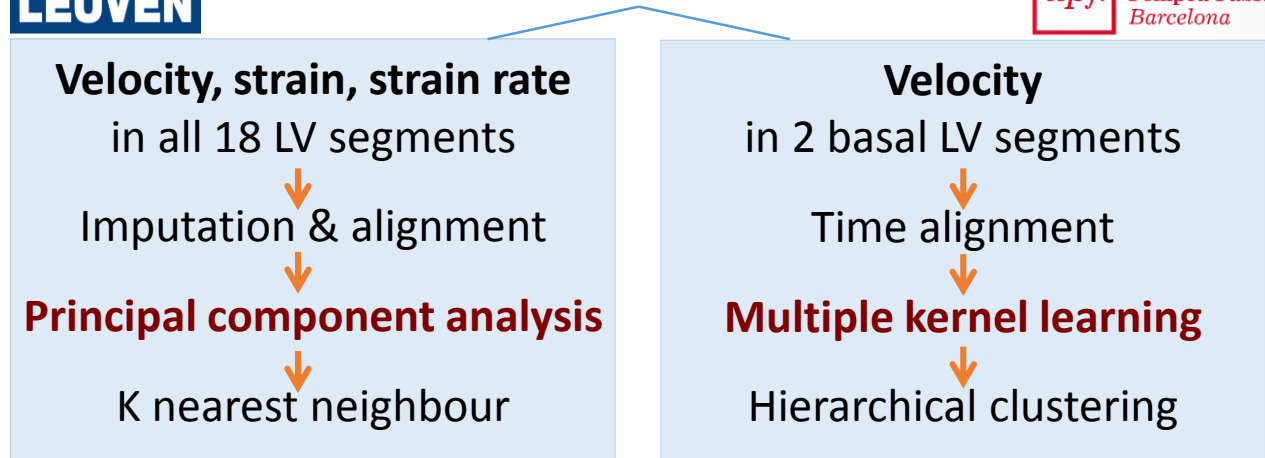 LEUVEN
Barcelona
Velocity, strain, strain rate
in all 18 LV segments
Imputation & alignment
Principal component analysis
K nearest neighbour
Velocity
in 2 basal LV segments
Time alignment
Multiple kernel learning
Hierarchical clustering